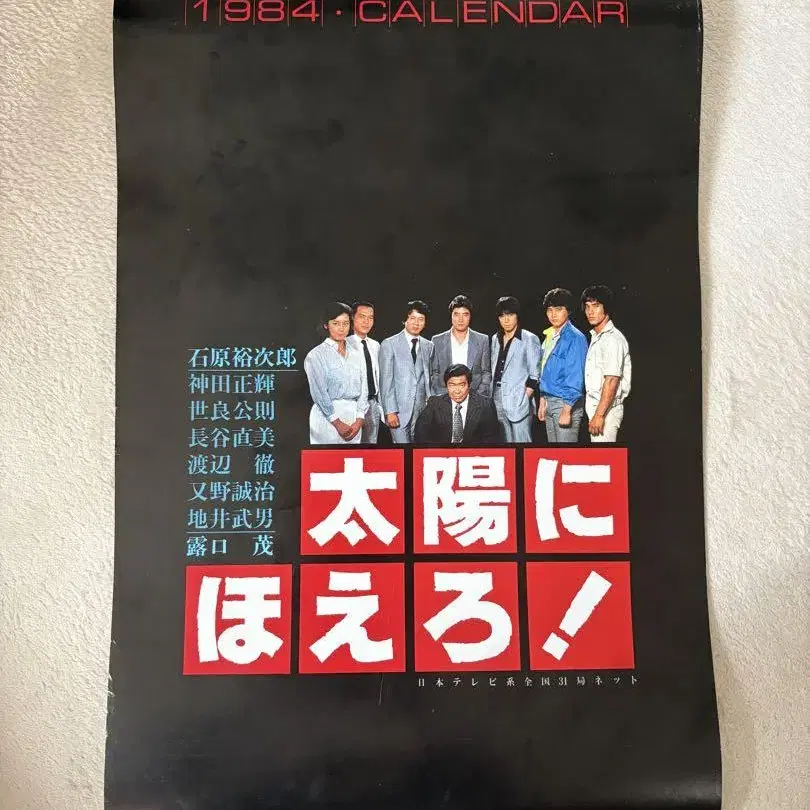 1984・CALENDAR
石原裕次郎
神田正輝
世良公則
長谷直美
渡辺　徹
又野誠治
地井武男
露口　茂
太陽に
ほえろ！
日本テレビ系全国31局ネット